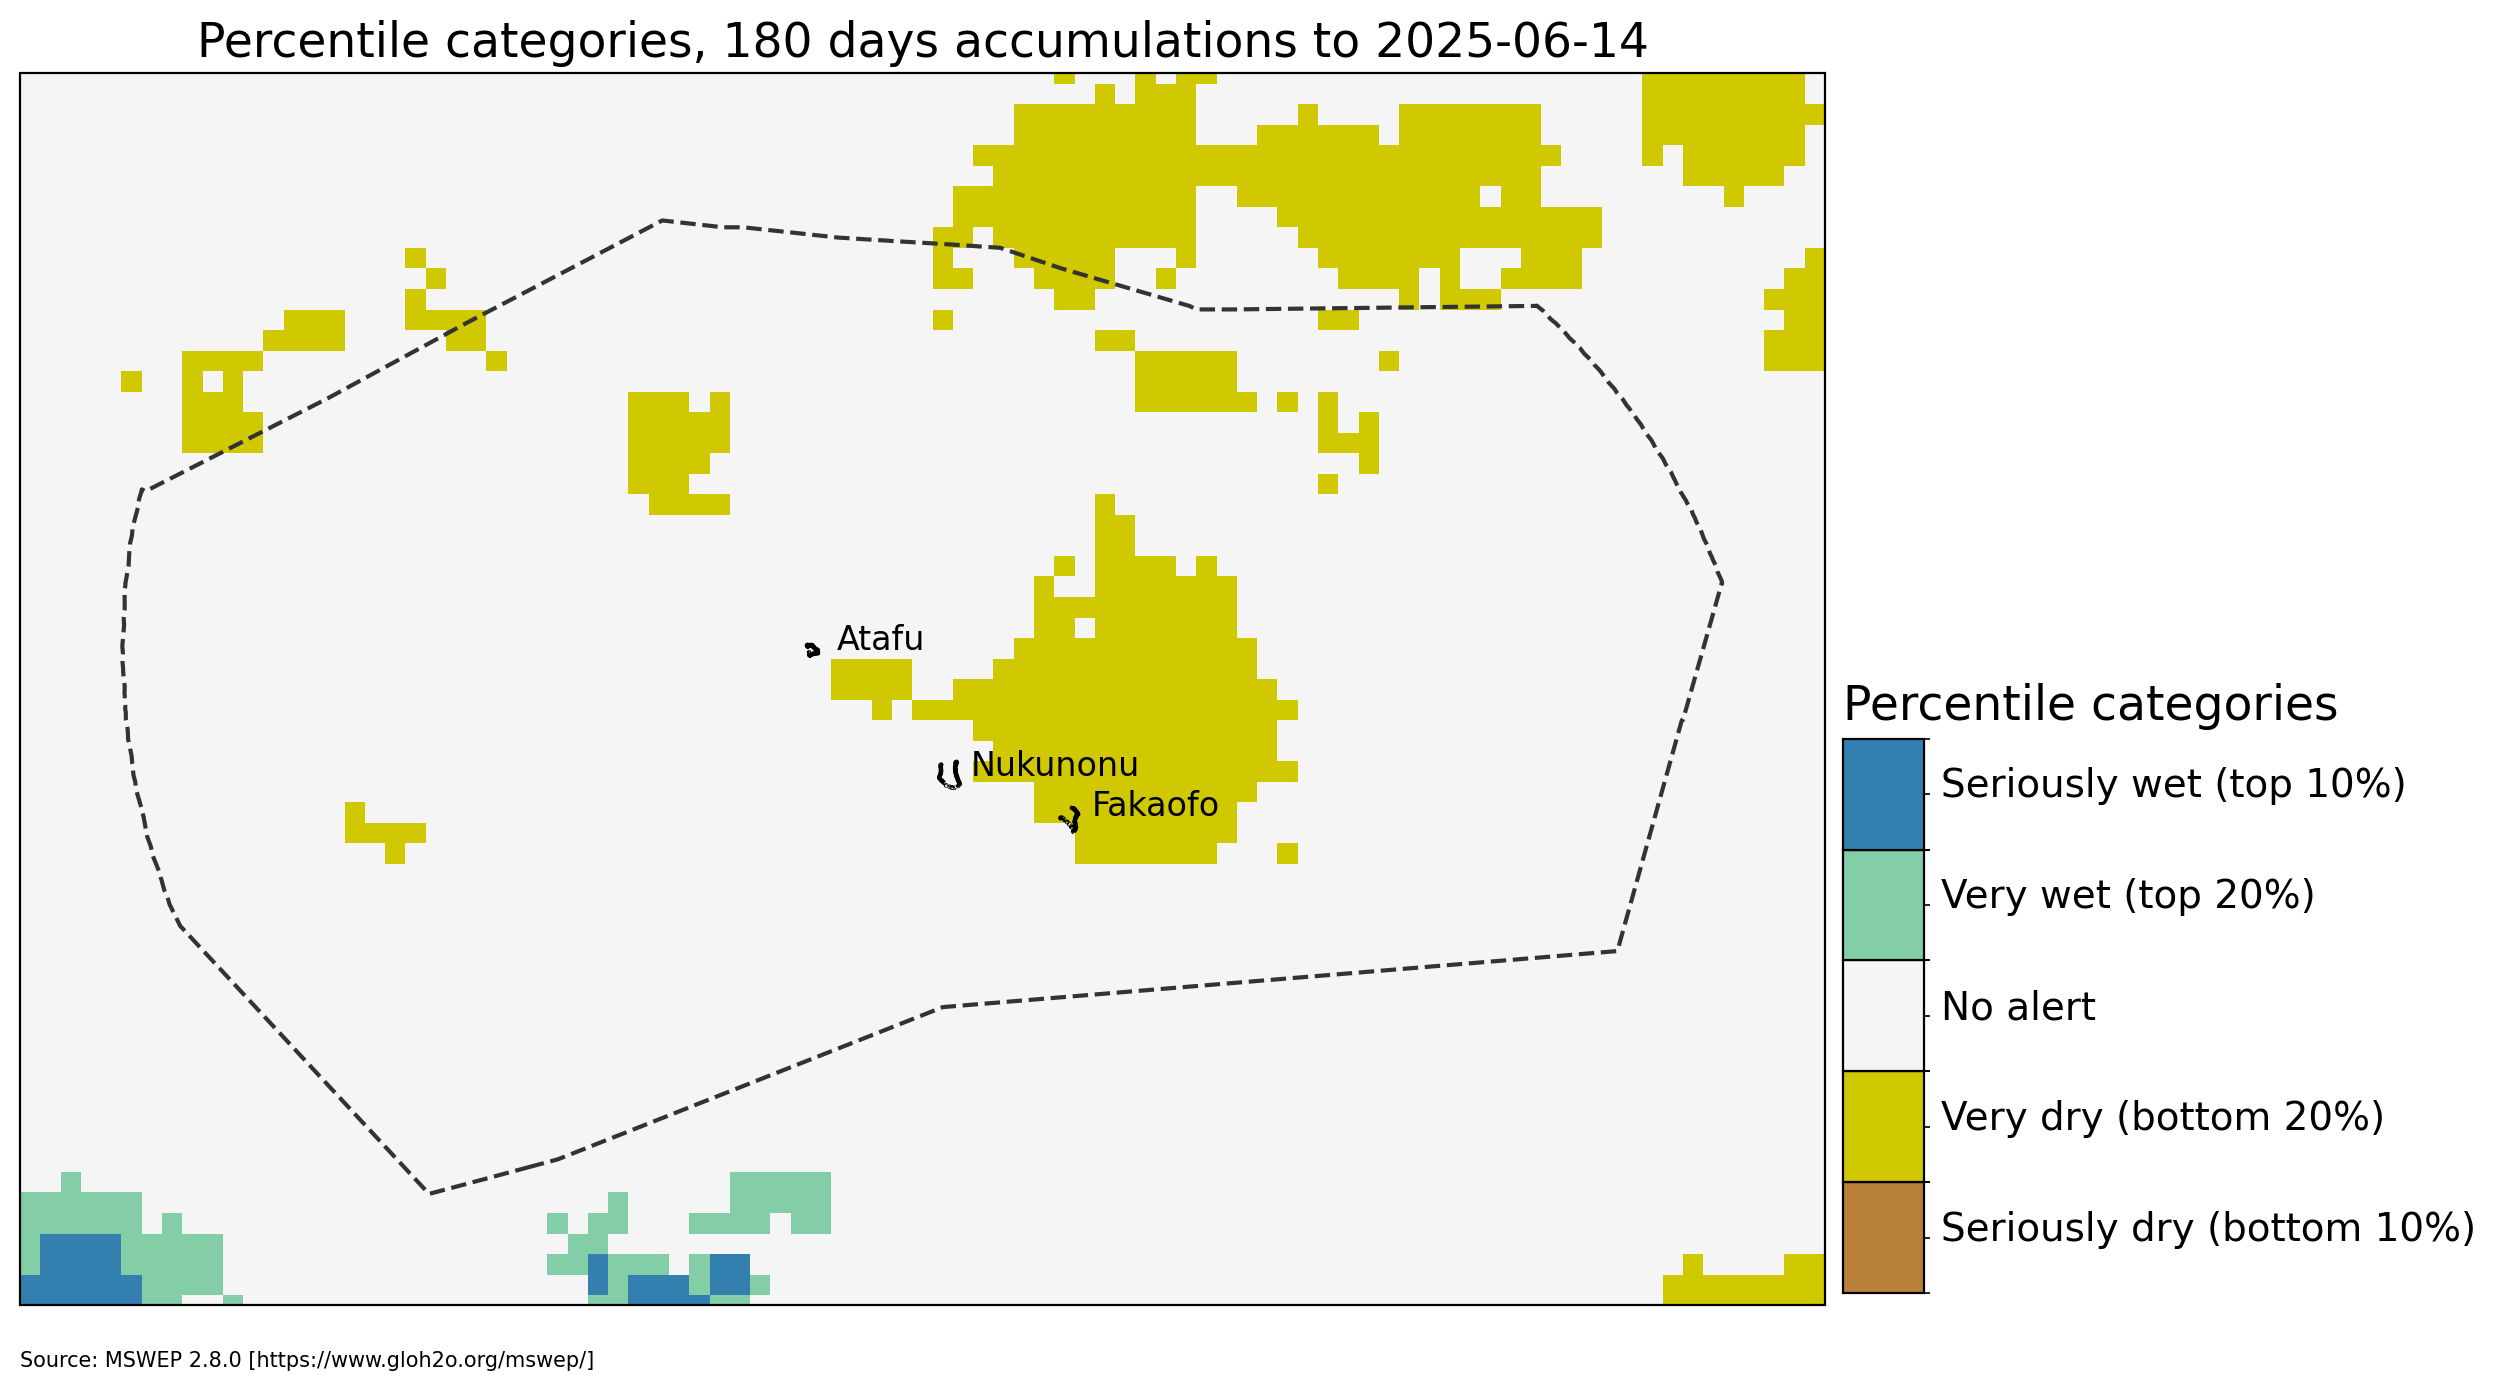 Percentile categories, 180 days accumulations to 2025-06-14
Atafu
Nukunonu
Fakaofo
Percentile categories
Seriously wet (top 10%)
Very wet (top 20%)
No alert
Very dry (bottom 20%)
Seriously dry (bottom 10%)
Source: MSWEP 2.8.0 [https://www.gloh2o.org/mswep/]